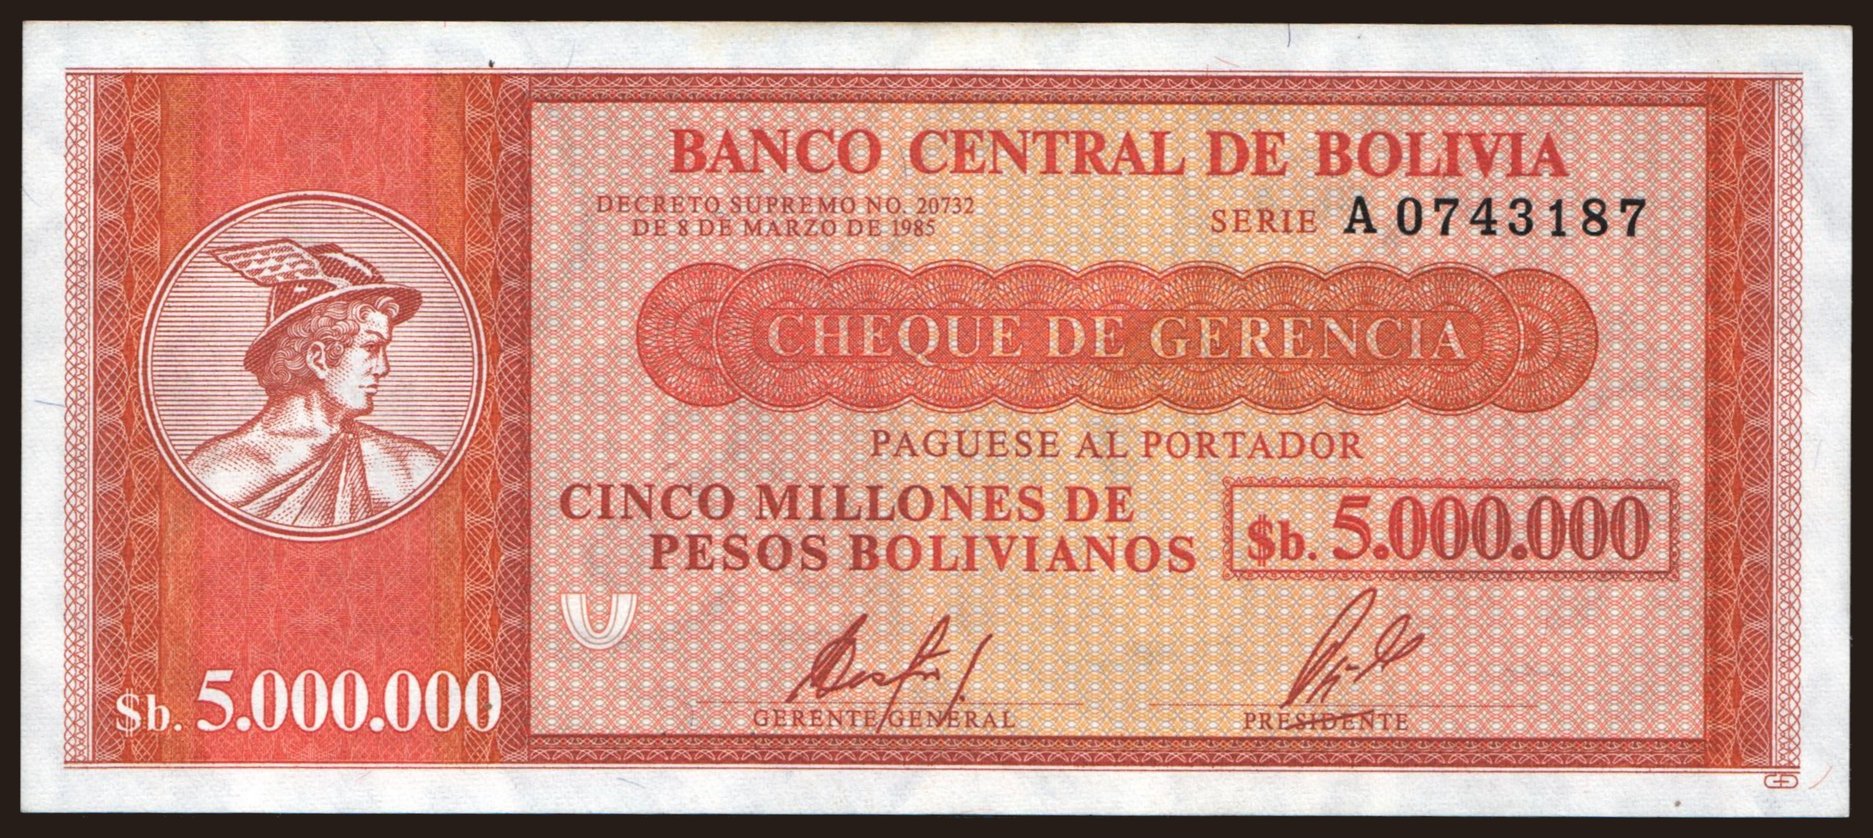 BANCO CENTRAL DE BOLIVIA
DECRETO SUPREMO NO. 20732
DE 8 DE MARZO DE 1985
SERIE A 0743187
CHEQUE DE GERENCIA
PAGUESE AL PORTADOR
CINCO MILLONES DE
PESOS BOLIVIANOS
$b. 5.000.000
$b. 5.000.000
GERENTE GENERAL
PRESIDENTE